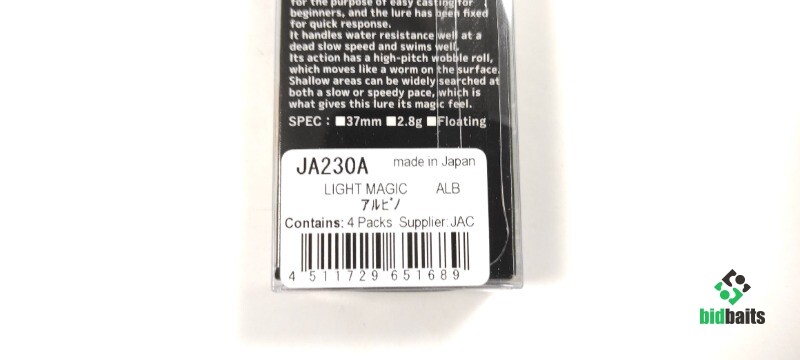 for the purpose of easy casting for
beginners, and the lure has been fixed
for quick response.
It handles water resistance well at a
dead slow speed and swims well.
Its action has a high-pitch wobble roll,
which moves like a worm on the surface.
Shallow areas can be widely searched at
both a slow or speedy pace, which is
what gives this lure its magic feel.
SPEC : ■37mm ■2.8g ■Floating
JA230A made in Japan
LIGHT MAGIC ALB
アルビノ
Contains: 4 Packs Supplier: JAC
4 511729 651689
bidbaits